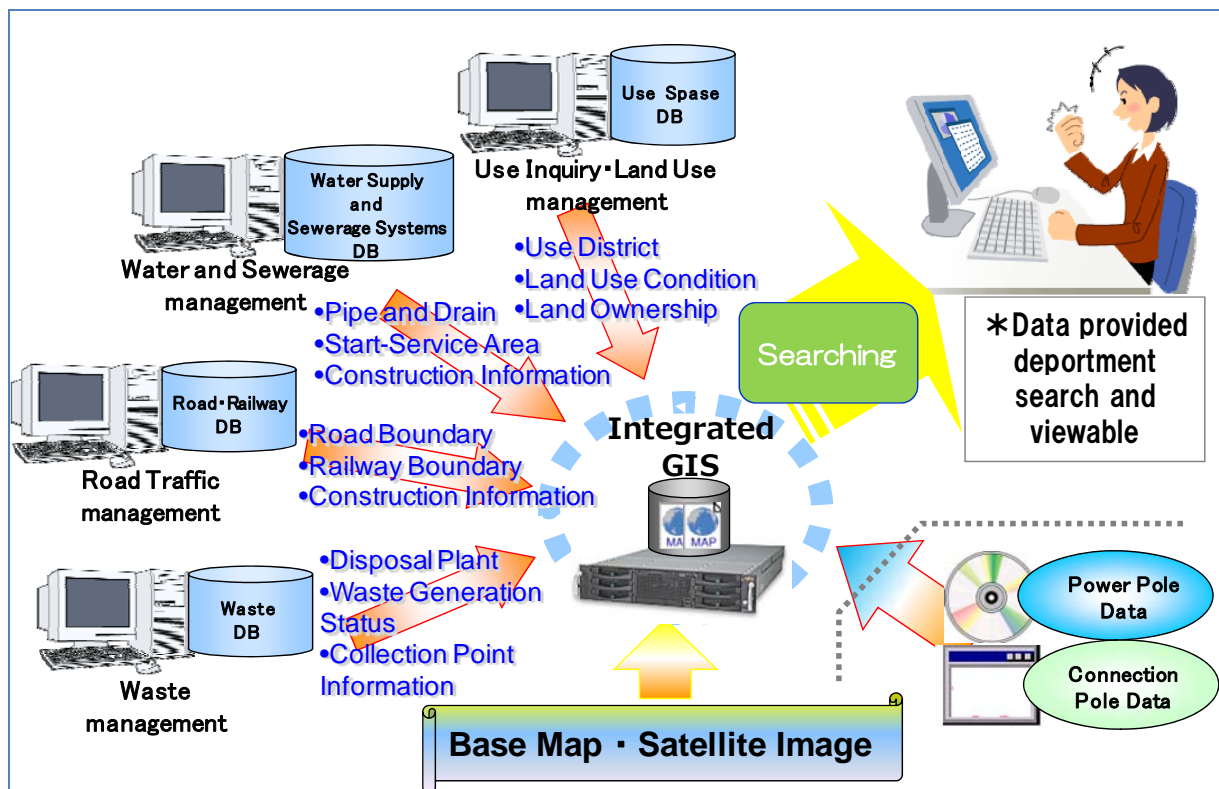 Use Spase
DB
Use Inquiry・Land Use
management
Water Supply
and
Sewerage Systems
DB
Water and Sewerage
management
•Use District
•Land Use Condition
•Land Ownership
•Pipe and Drain
•Start-Service Area
•Construction Information
Searching
＊Data provided
deportment
search and
viewable
Road・Railway
DB
Road Traffic
management
•Road Boundary
•Railway Boundary
•Construction Information
Integrated
GIS
MA
MAP
•Disposal Plant
•Waste Generation
Status
•Collection Point
Information
Waste
DB
Waste
management
Power Pole
Data
Connection
Pole Data
Base Map・Satellite Image